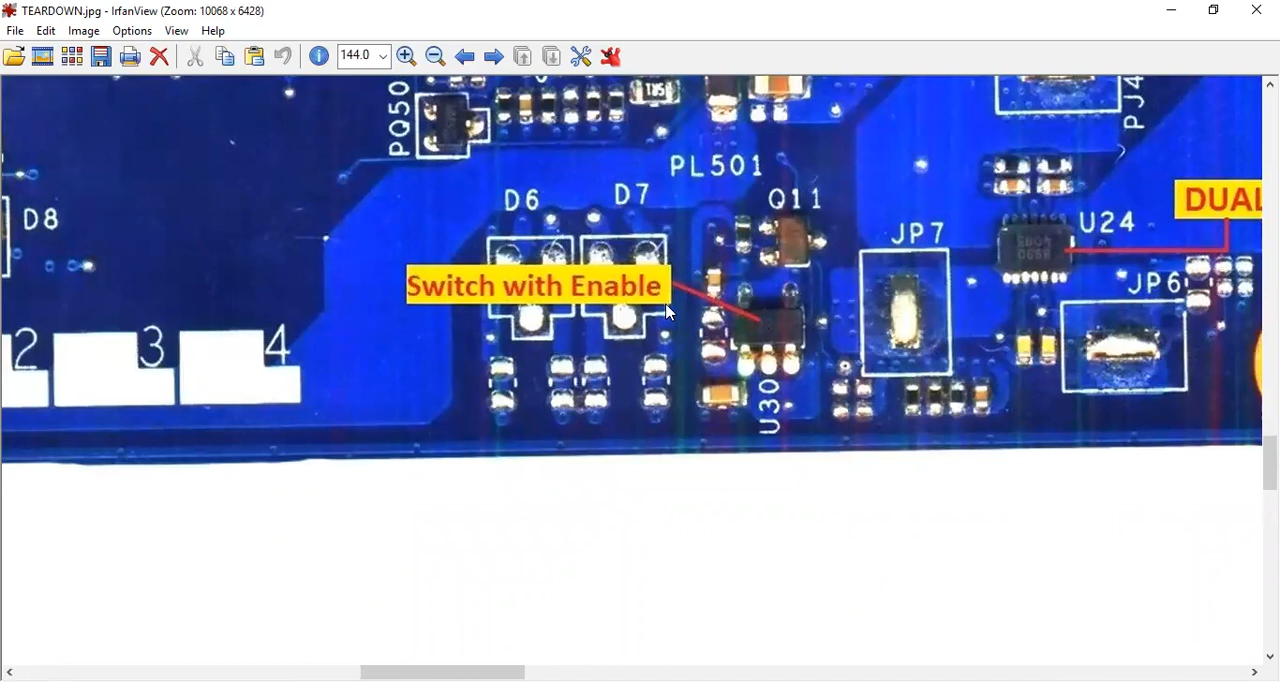 TEARDOWN.jpg - IrfanView (Zoom: 10068 x 6428)
File Edit Image Options View Help
144.0
PQ50
PJ4
PL501
D6 D7 Q11
D8
JP7
U24
DUAL
Switch with Enable
JP6
2 3 4
U30